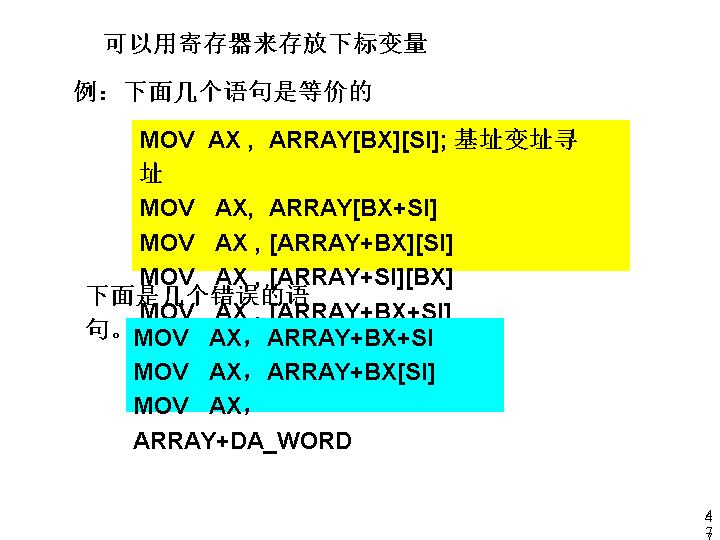 可以用寄存器来存放下标变量
例：下面几个语句是等价的
MOV AX , ARRAY[BX][SI]; 基址变址寻
址
MOV AX, ARRAY[BX+SI]
MOV AX , [ARRAY+BX][SI]
MOV AX , [ARRAY+SI][BX]
MOV AX , [ARRAY+BX+SI]
下面是几个错误的语
句。
MOV AX，ARRAY+BX+SI
MOV AX，ARRAY+BX[SI]
MOV AX，
ARRAY+DA_WORD
4
7